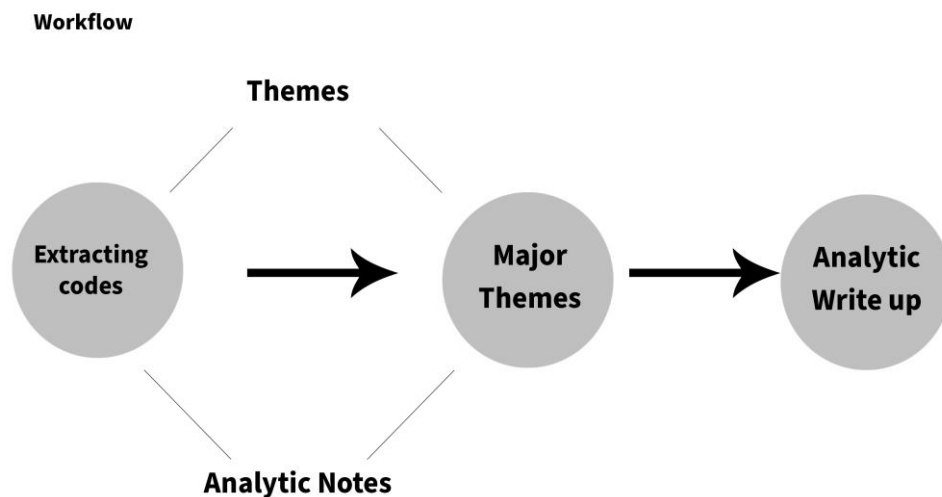 Workflow
Themes
Extracting
codes
Major
Themes
Analytic
Write up
Analytic Notes